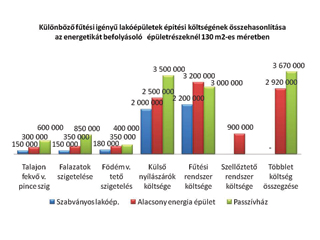 Különböző fűtési igényű lakóépületek építési költségének összehasonlítása
az energetikát befolyásoló épületrészeknél 130 m2-es méretben
3 500 000
3 200 000
3 670 000
2 920 000
2 500 000
2 000 000
2 000 000
900 000
600 000
300 000
150 000
850 000
350 000
150 000
400 000
350 000
180 000
-
Talajon fekvő v. pince szig
Falazatok szigetelése
Födém v. tető szigetelés
Külső nyílászárók költsége
Fűtési rendszer költsége
Szellőztető rendszer költsége
Többlet költség összegzése
Szabványos lakóép.
Alacsony energia épület
Passzívház